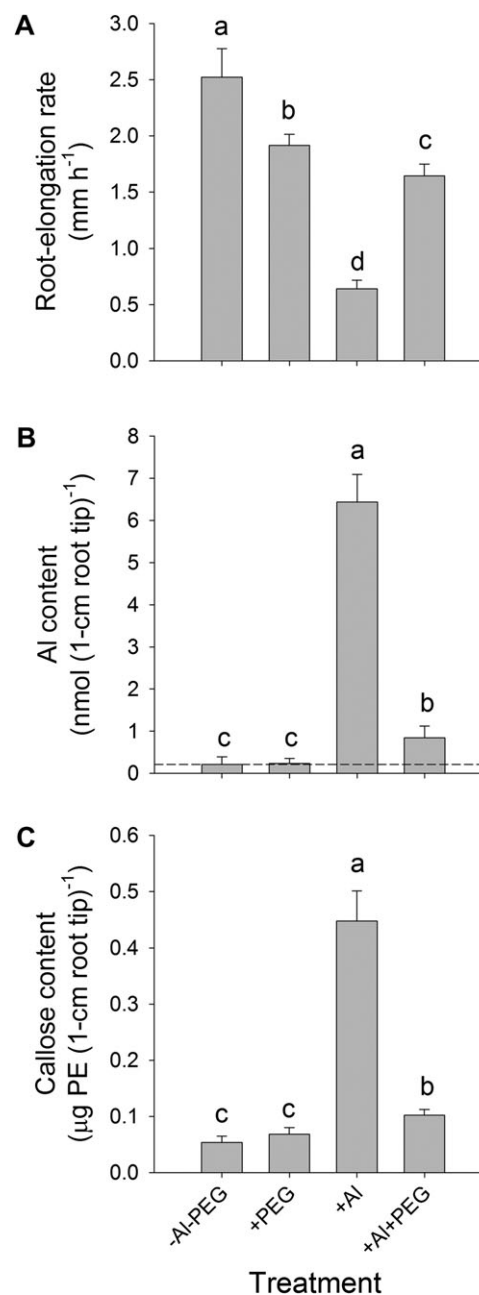 A
Root-elongation rate
(mm h-1)
3.0
2.5
2.0
1.5
1.0
0.5
0.0
a
b
d
c
B
Al content
(nmol (1-cm root tip)-1
8
7
6
5
4
3
2
1
0
c
c
a
b
C
Callose content
(µg PE (1-cm root tip)-1
0.6
0.5
0.4
0.3
0.2
0.1
0.0
c
c
a
b
-Al-PEG
+PEG
+Al
+Al+PEG
Treatment